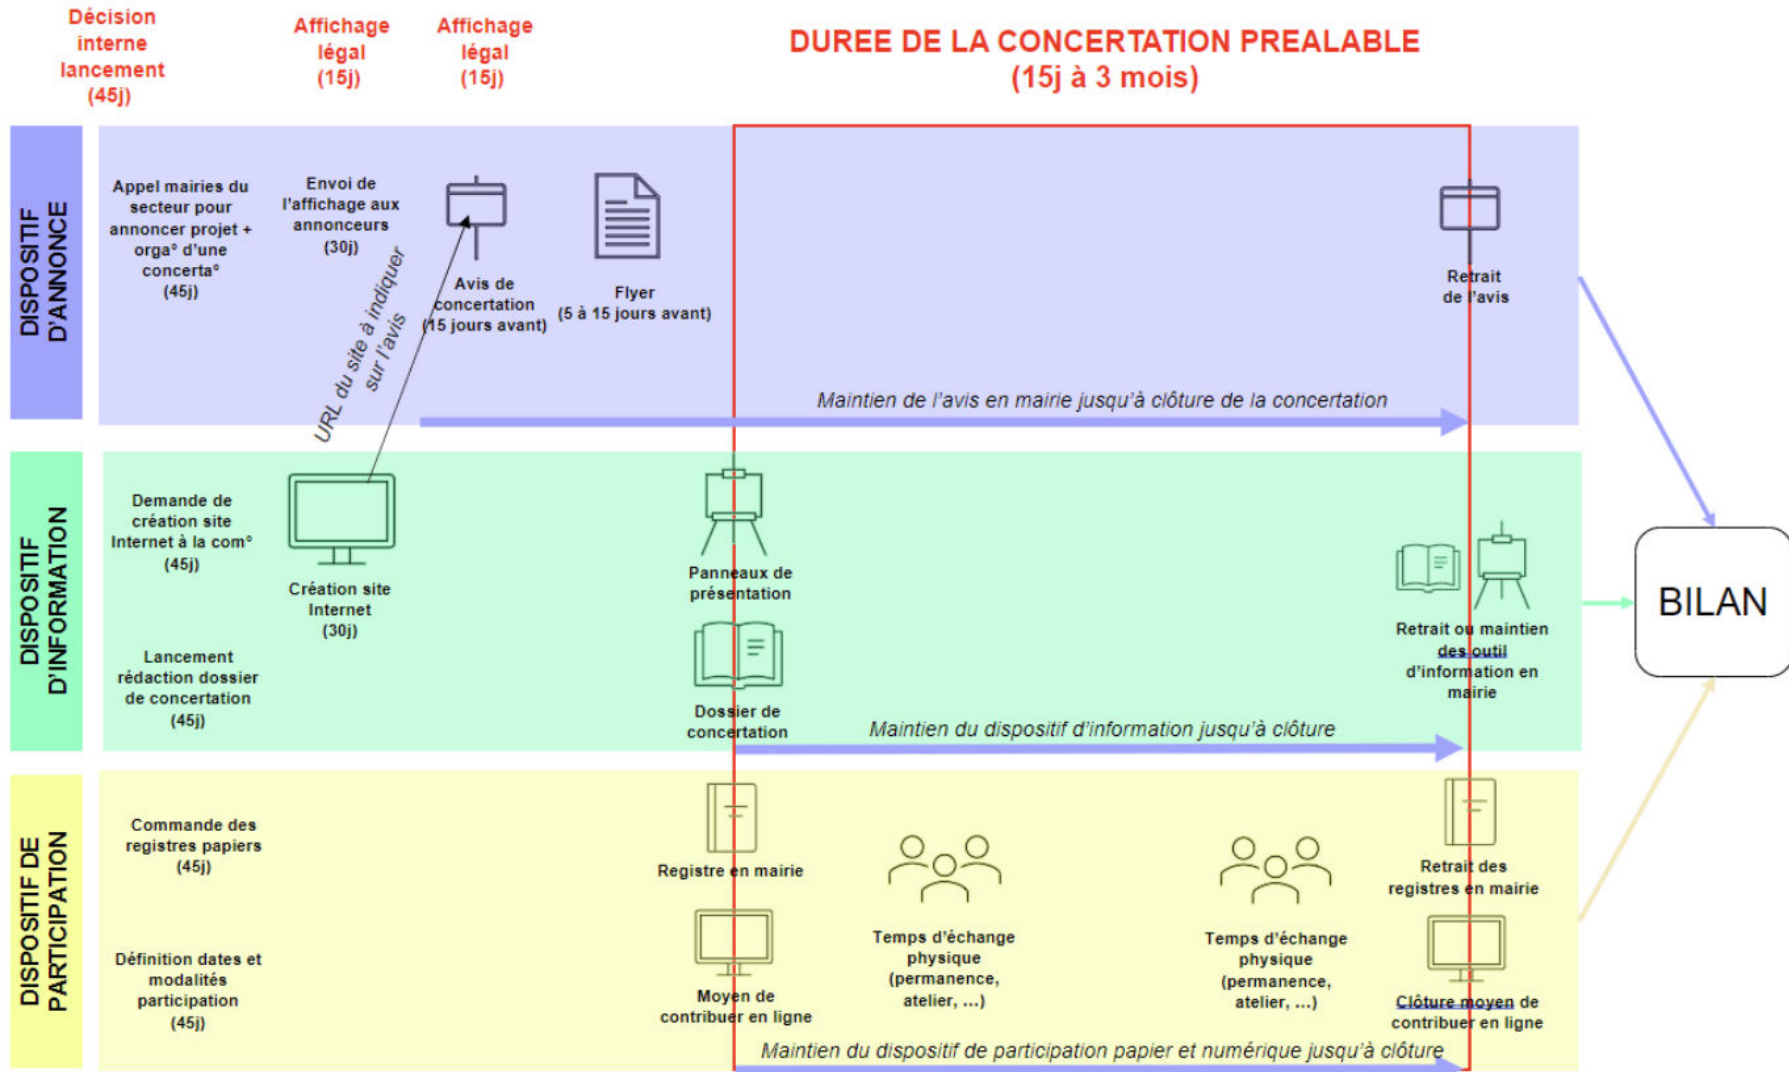 Décision
interne
lancement
(45j)
Affichage
légal
(15j)
Affichage
légal
(15j)
DUREE DE LA CONCERTATION PREALABLE
(15j à 3 mois)
DISPOSITIF
D'ANNONCE
Appel mairies du
secteur pour
annoncer projet +
orga° d'une
concerta°
(45j)
Envoi de
l'affichage aux
annonceurs
(30j)
URL du site à indiquer
sur l'avis
Avis de
concertation
(15 jours avant)
Flyer
(5 à 15 jours avant)
Retrait
de l'avis
Maintien de l'avis en mairie jusqu'à clôture de la concertation
DISPOSITIF
D'INFORMATION
Demande de
création site
Internet à la com°
(45j)
Lancement
rédaction dossier
de concertation
(45j)
Création site
Internet
(30j)
Panneaux de
présentation
Dossier de
concertation
Retrait ou maintien
des outil
d'information en
mairie
Maintien du dispositif d'information jusqu'à clôture
BILAN
DISPOSITIF DE
PARTICIPATION
Commande des
registres papiers
(45j)
Définition dates et
modalités
participation
(45j)
Registre en mairie
Moyen de
contribuer en ligne
Temps d'échange
physique
(permanence,
atelier, ...)
Temps d'échange
physique
(permanence,
atelier, ...)
Retrait des
registres en mairie
Clôture moyen de
contribuer en ligne
Maintien du dispositif de participation papier et numérique jusqu'à clôture